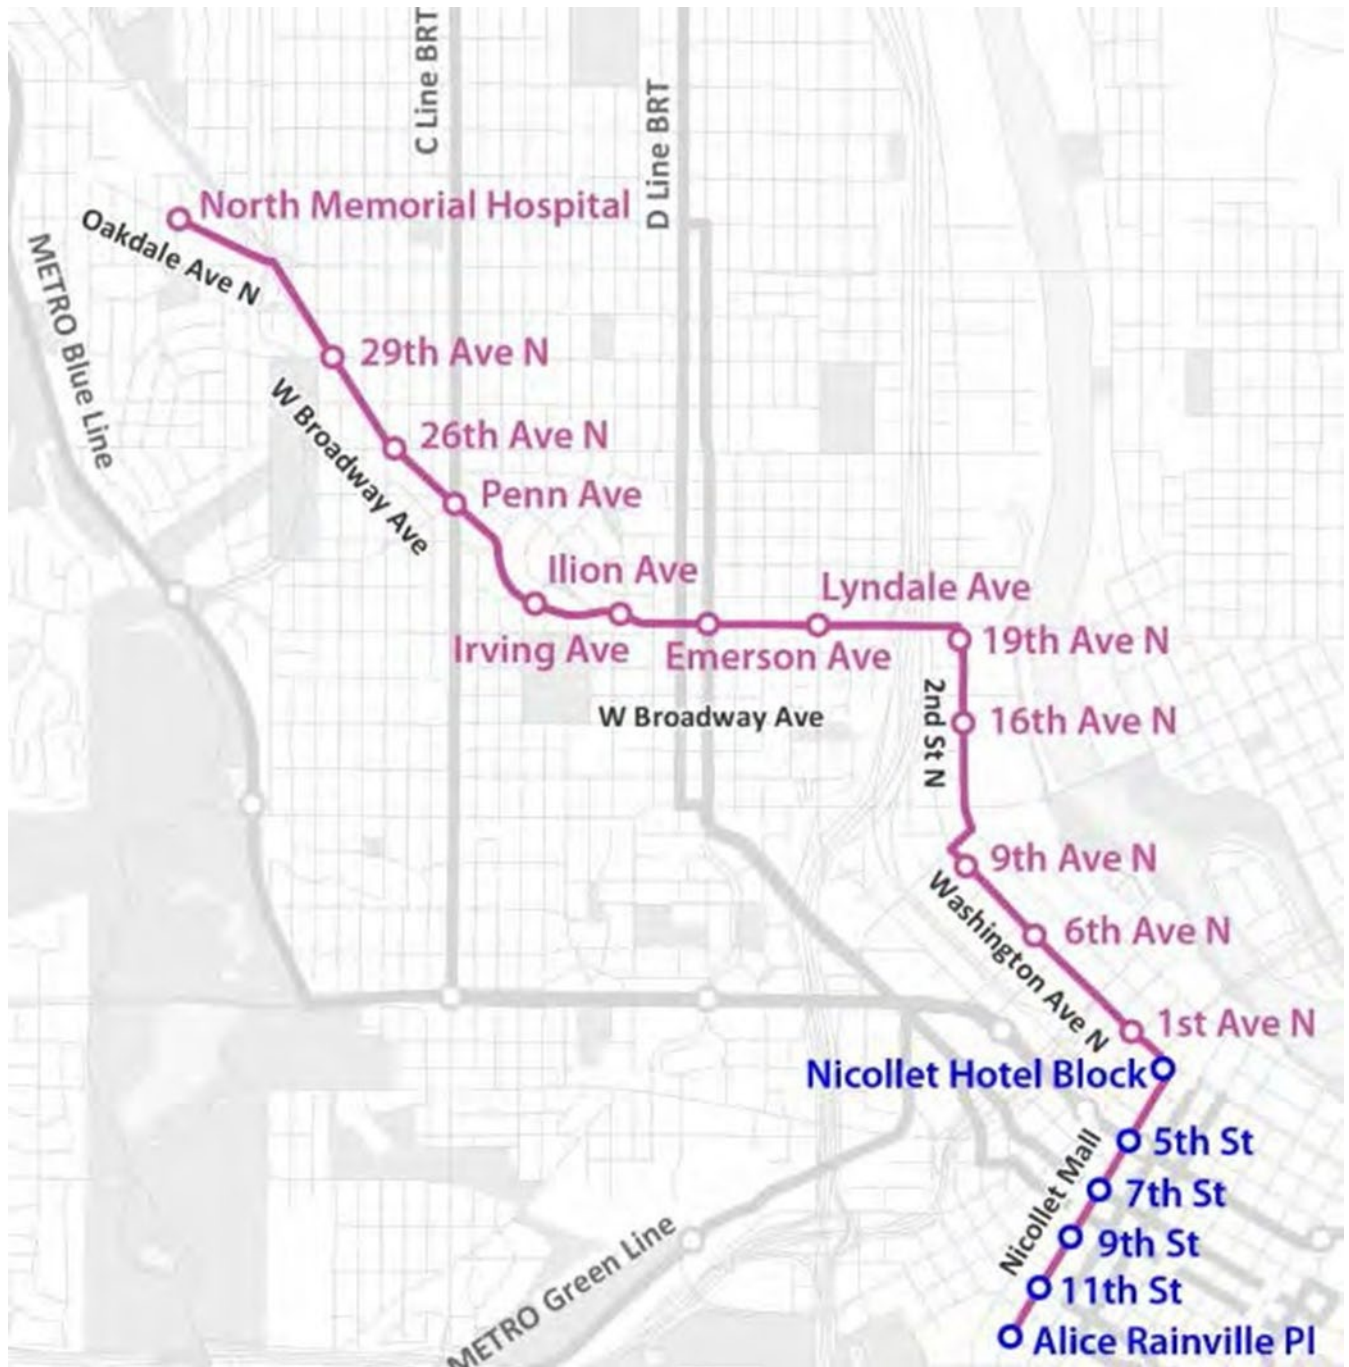 C Line BRT
D Line BRT
North Memorial Hospital
Oakdale Ave N
METRO Blue Line
29th Ave N
W Broadway Ave
26th Ave N
Penn Ave
Ilion Ave
Lyndale Ave
Irving Ave
Emerson Ave
19th Ave N
W Broadway Ave
2nd St N
16th Ave N
9th Ave N
Washington Ave N
6th Ave N
1st Ave N
Nicollet Hotel Block
5th St
Nicollet Mall
7th St
9th St
METRO Green Line
11th St
Alice Rainville Pl